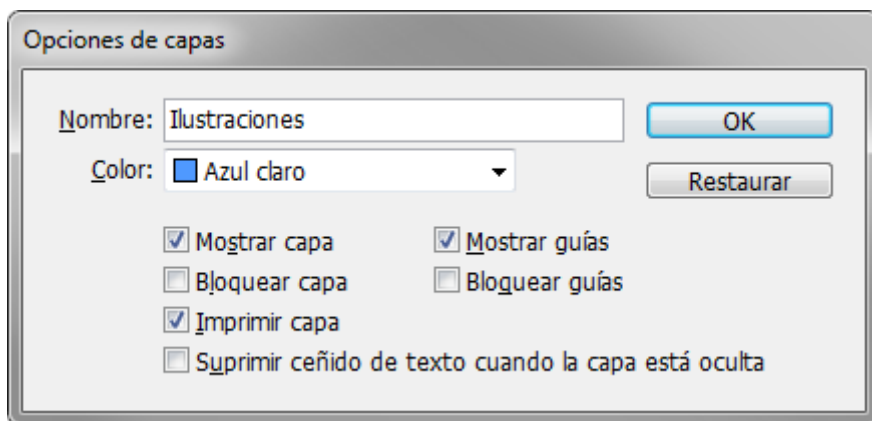 Opciones de capas
Nombre: Ilustraciones OK
Color: Azul claro Restaurar
Mostrar capa Mostrar guías
Bloquear capa Bloquear guías
Imprimir capa
Suprimir ceñido de texto cuando la capa está oculta